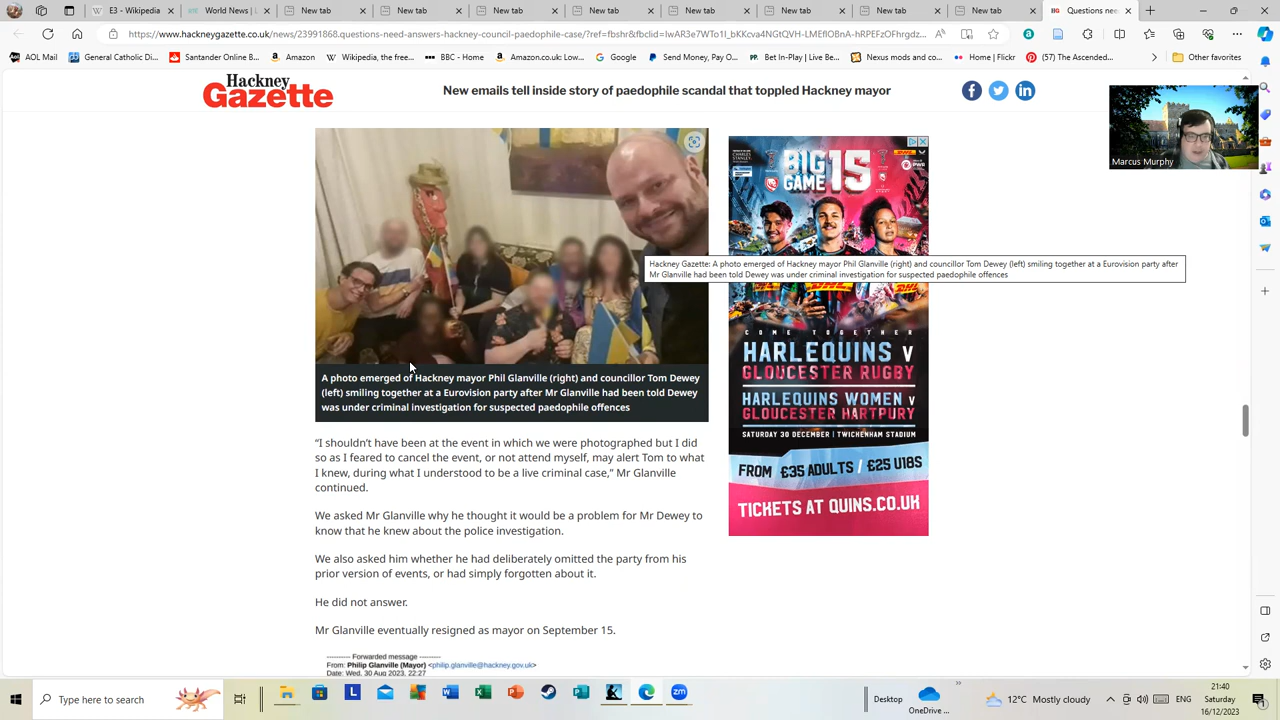 E3 - Wikipedia
World News |
New tab
New tab
New tab
New tab
New tab
New tab
New tab
New tab
New tab
Questions nee
https://www.hackneygazette.co.uk/news/23991868.questions-need-answers-hackney-council-paedophile-case/?ref=fbshr&fbclid=IwAR3e7WTo1I_bKKcva4NGtQVH-LMEfIOBnA-hRPEFzOFhrgdz...
AOL Mail
General Catholic Di...
Santander Online B...
Amazon
Wikipedia, the free...
BBC - Home
Amazon.co.uk: Low...
Google
Send Money, Pay O...
Bet In-Play | Live Be...
Nexus mods and co...
Home | Flickr
(57) The Ascended...
Other favorites
Hackney
Gazette
New emails tell inside story of paedophile scandal that toppled Hackney mayor
Marcus Murphy
BIG
GAME 15
Hackney Gazette: A photo emerged of Hackney mayor Phil Glanville (right) and councillor Tom Dewey (left) smiling together at a Eurovision party after
Mr Glanville had been told Dewey was under criminal investigation for suspected paedophile offences
COME TOGETHER
HARLEQUINS V
GLOUCESTER RUGBY
HARLEQUINS WOMEN V
GLOUCESTER HARTPURY
SATURDAY 30 DECEMBER | TWICKENHAM STADIUM
FROM £35 ADULTS / £25 U18S
TICKETS AT QUINS.CO.UK
A photo emerged of Hackney mayor Phil Glanville (right) and councillor Tom Dewey
(left) smiling together at a Eurovision party after Mr Glanville had been told Dewey
was under criminal investigation for suspected paedophile offences
“I shouldn’t have been at the event in which we were photographed but I did
so as I feared to cancel the event, or not attend myself, may alert Tom to what
I knew, during what I understood to be a live criminal case,” Mr Glanville
continued.
We asked Mr Glanville why he thought it would be a problem for Mr Dewey to
know that he knew about the police investigation.
We also asked him whether he had deliberately omitted the party from his
prior version of events, or had simply forgotten about it.
He did not answer.
Mr Glanville eventually resigned as mayor on September 15.
---------- Forwarded message ----------
From: Philip Glanville (Mayor) <philip.glanville@hackney.gov.uk>
Date: Wed, 30 Aug 2023, 22:27
Type here to search
Desktop
OneDrive ...
12°C Mostly cloudy
ENG
21:40
Saturday
16/12/2023